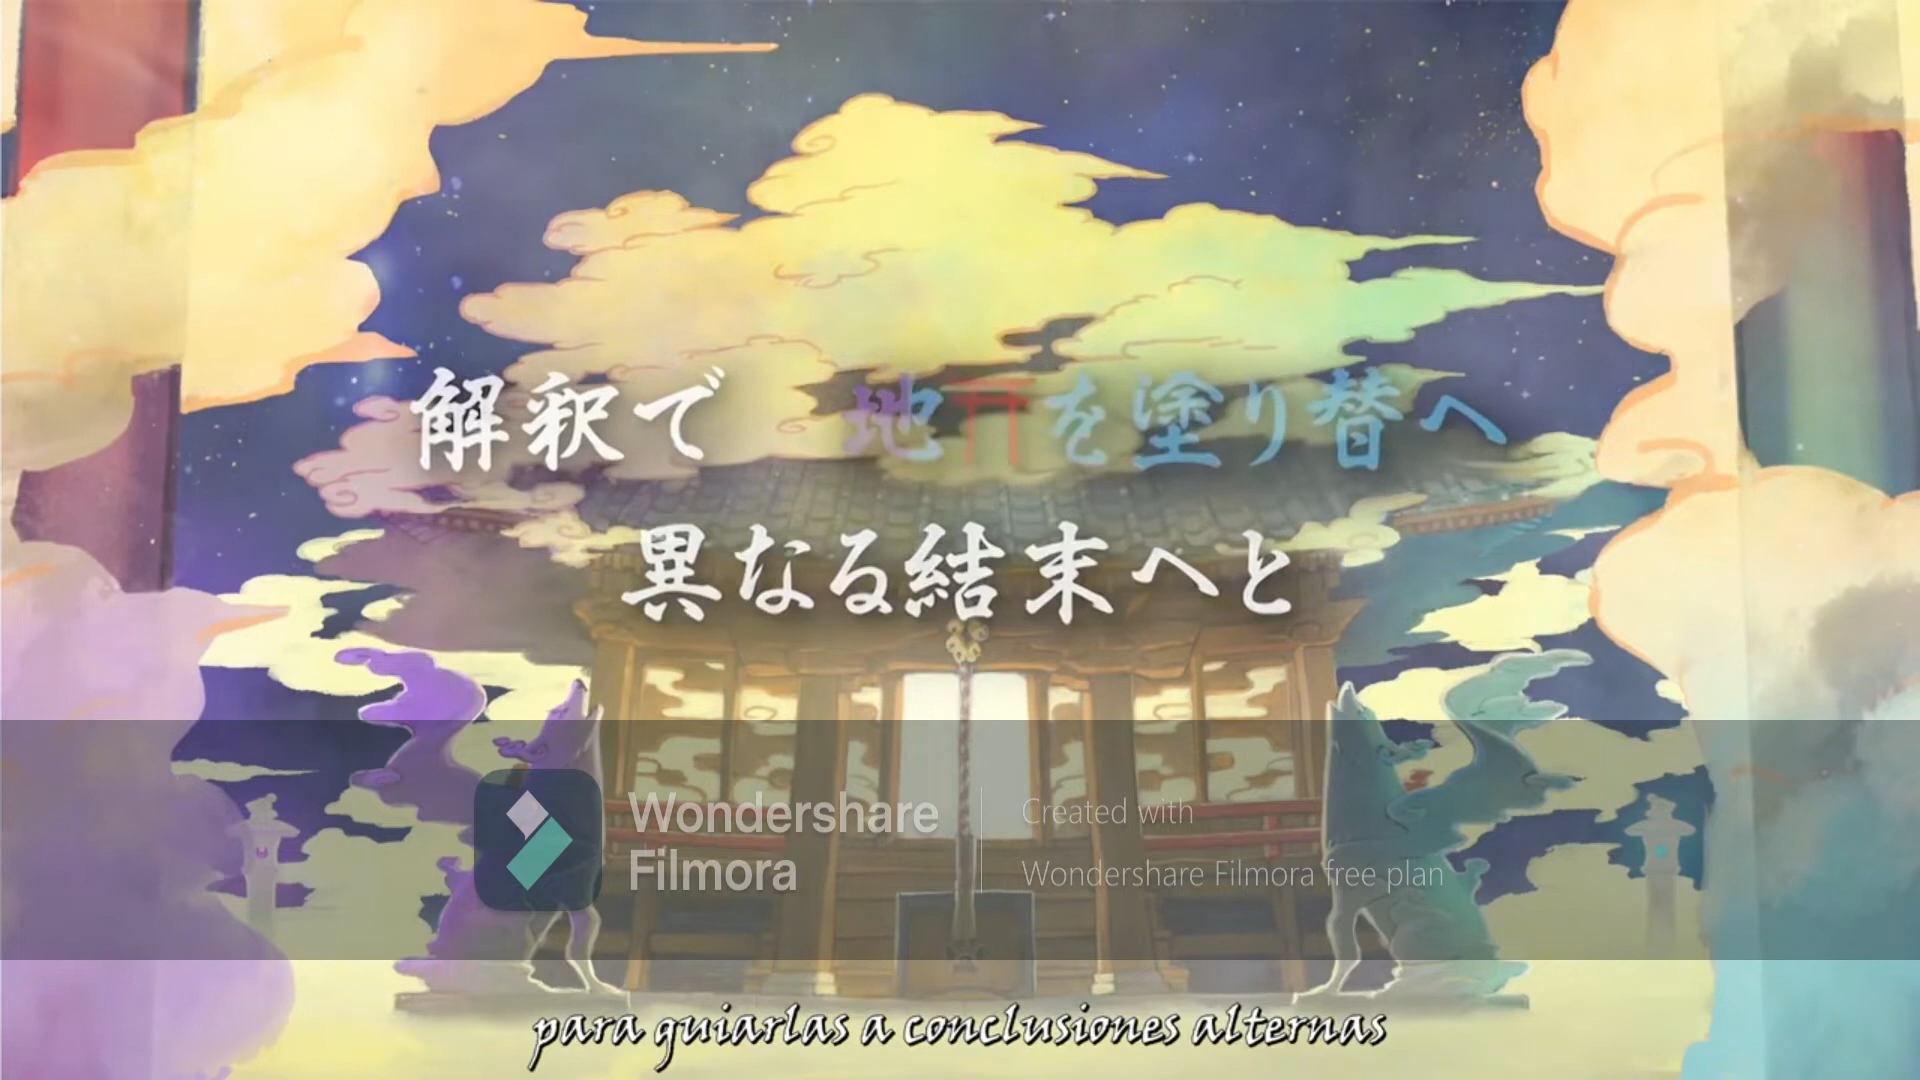 解釈で 地⛩を塗り替へ
異なる結末へと
Wondershare
Filmora
Created with
Wondershare Filmora free plan
para guiarlas a conclusiones alternas